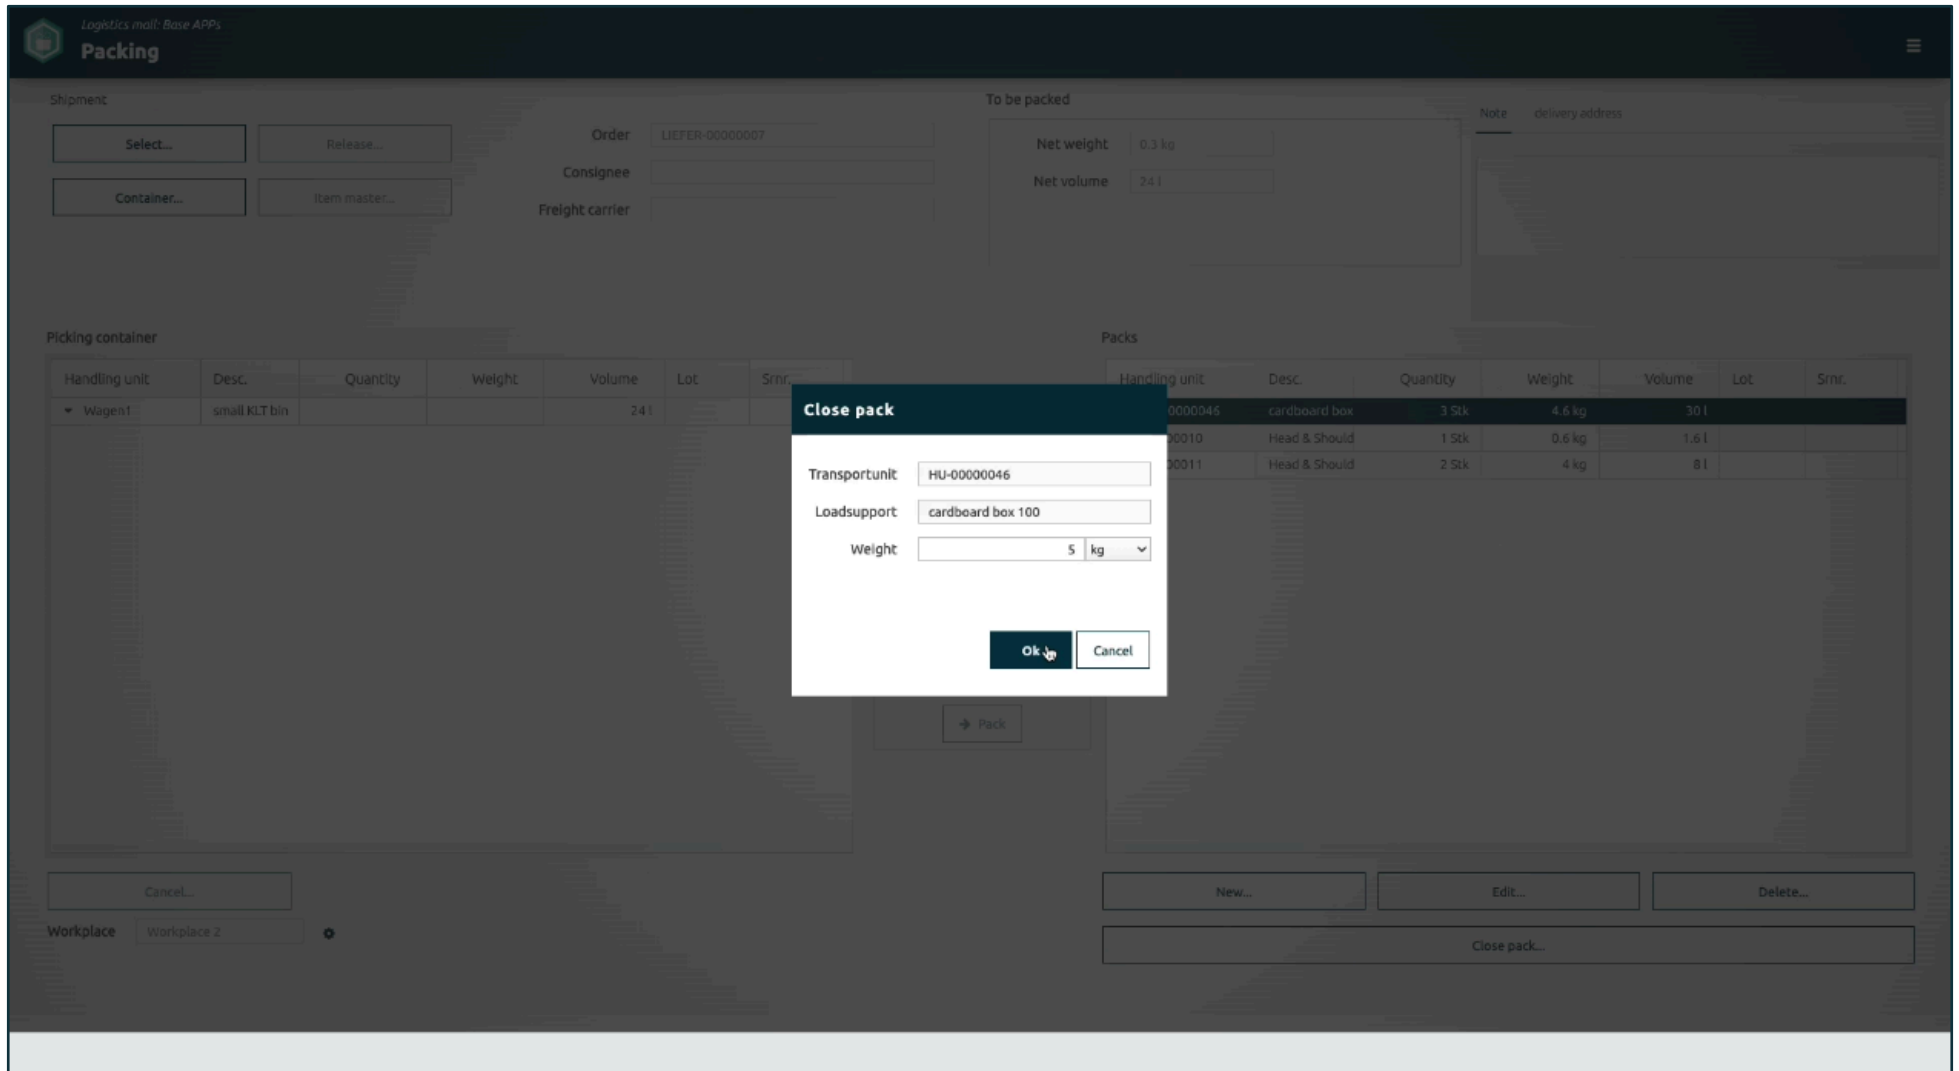 Logistics mall: Base APPs
Packing
Shipment
Select...
Release...
Container...
Item master...
Order LIEFER-00000007
Consignee
Freight carrier
To be packed
Net weight 0.3 kg
Net volume 24 l
Note delivery address
Picking container
Handling unit Desc. Quantity Weight Volume Lot Srnr.
Wagen1 small KLT bin 24 l
Packs
Handling unit Desc. Quantity Weight Volume Lot Srnr.
0000046 cardboard box 3 Stk 4.6 kg 30 l
00010 Head & Should 1 Stk 0.6 kg 1.6 l
00011 Head & Should 2 Stk 4 kg 8 l
Close pack
Transportunit HU-00000046
Loadsupport cardboard box 100
Weight 5 kg
Ok Cancel
Pack
Cancel...
Workplace Workplace 2
New... Edit... Delete...
Close pack...